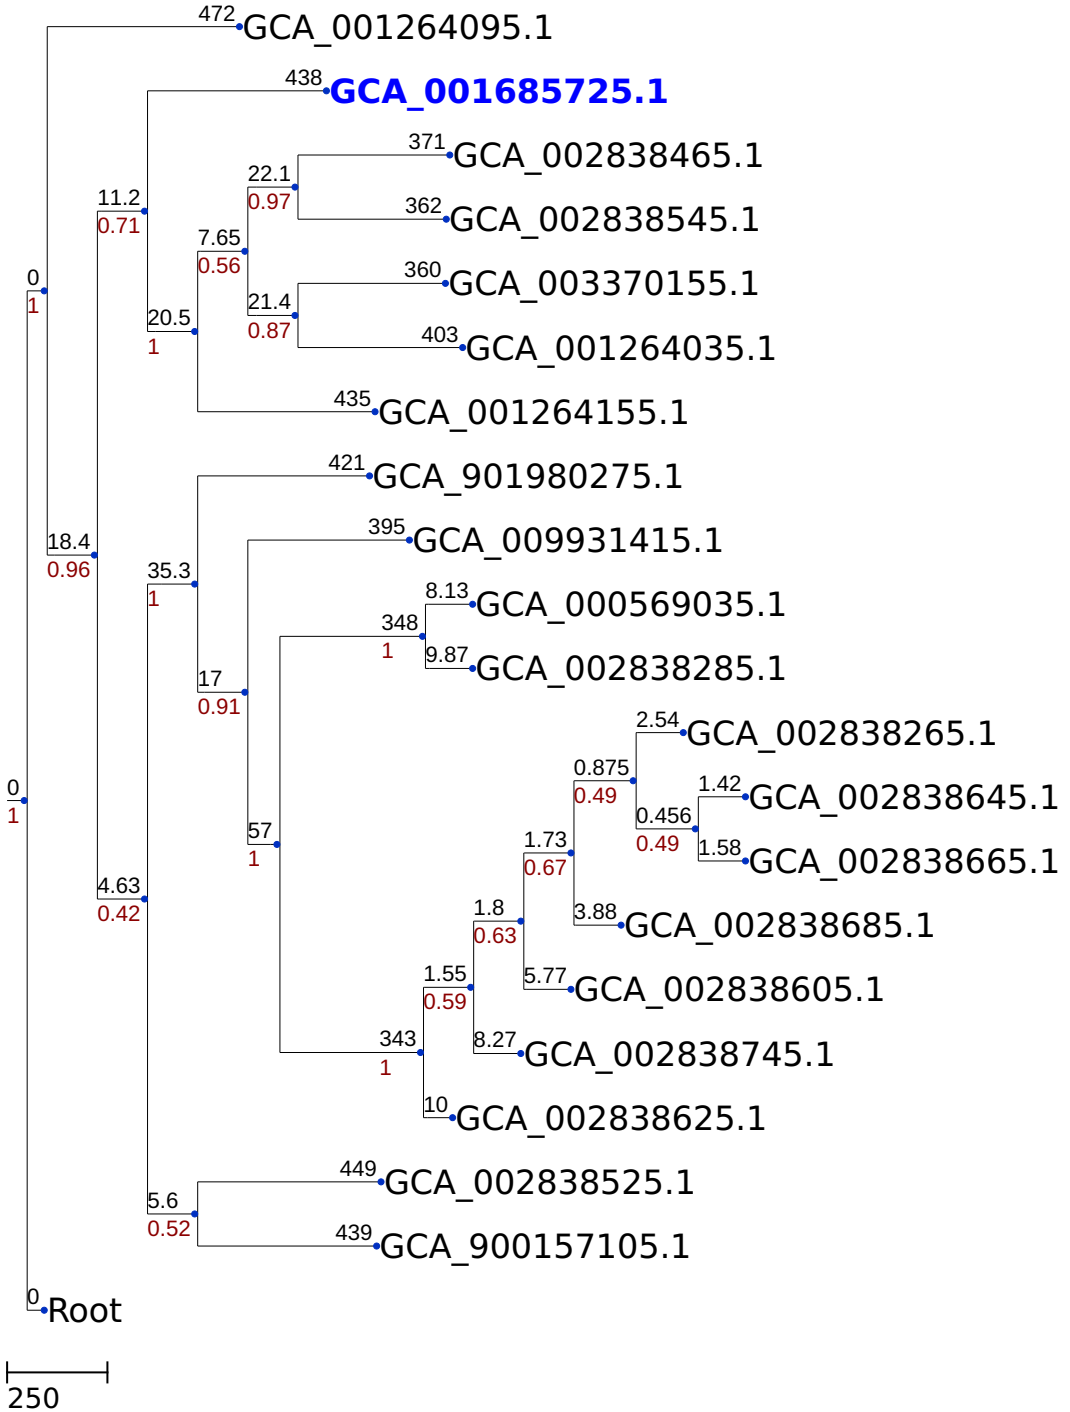 472 GCA_001264095.1
438 GCA_001685725.1
371 GCA_002838465.1
22.1
0.97
11.2
0.71
362 GCA_002838545.1
7.65
0.56
0
1
360 GCA_003370155.1
21.4
0.87
20.5
1
403 GCA_001264035.1
435 GCA_001264155.1
421 GCA_901980275.1
395 GCA_009931415.1
18.4
0.96
35.3
1
8.13 GCA_000569035.1
348
1
9.87 GCA_002838285.1
17
0.91
2.54 GCA_002838265.1
0.875
0.49
1.42 GCA_002838645.1
0
1
0.456
0.49
57
1
1.73
0.67
1.58 GCA_002838665.1
4.63
0.42
1.8
0.63
3.88 GCA_002838685.1
1.55
0.59
5.77 GCA_002838605.1
343
1
8.27 GCA_002838745.1
10 GCA_002838625.1
449 GCA_002838525.1
5.6
0.52
439 GCA_900157105.1
0 Root
250